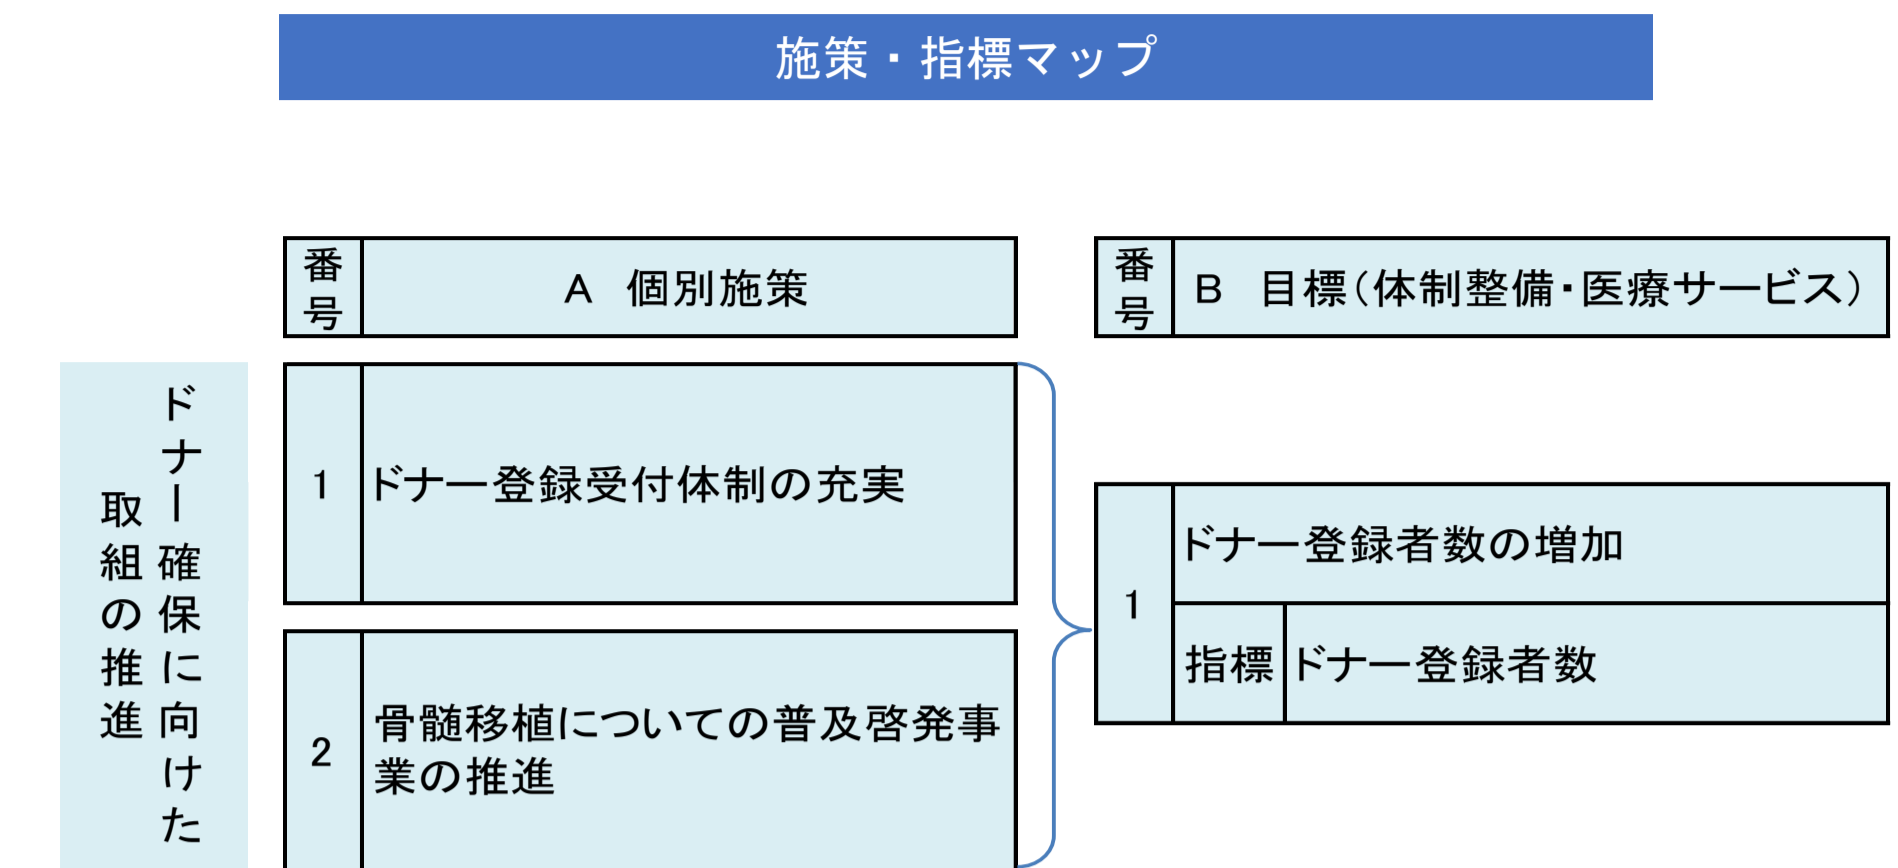 施策・指標マップ
番号
A　個別施策
番号
B　目標（体制整備・医療サービス）
ドナー確保に向けた
取組の推進
1
ドナー登録受付体制の充実
2
骨髄移植についての普及啓発事
業の推進
1
ドナー登録者数の増加
指標
ドナー登録者数